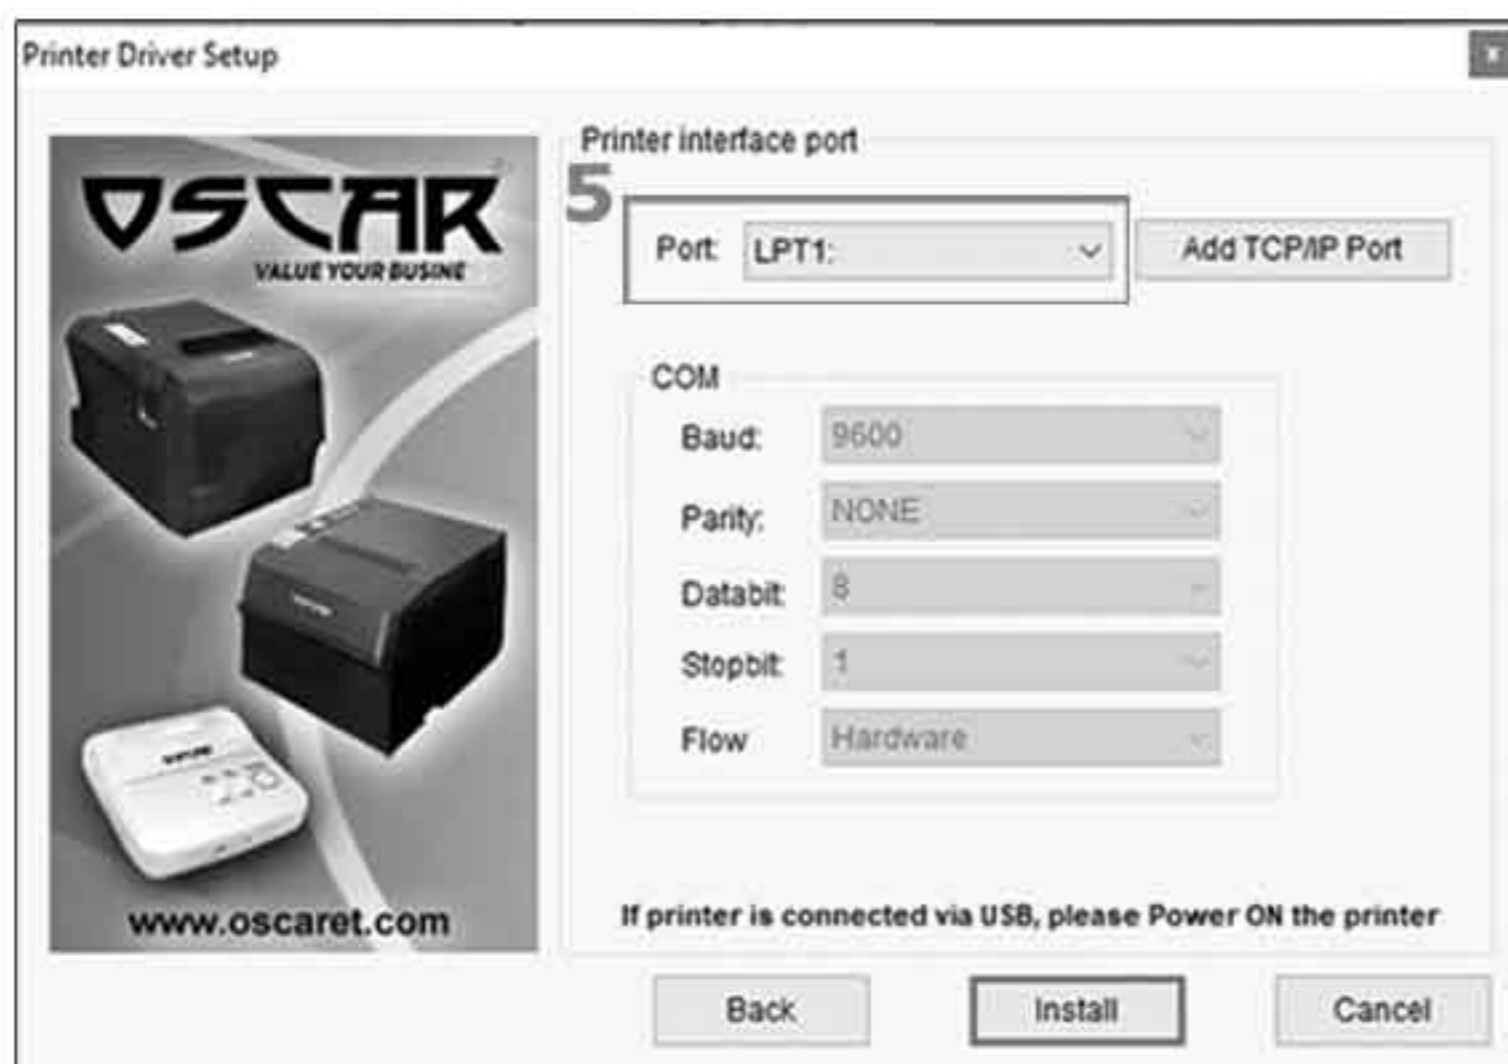 Printer Driver Setup
x
OSCAR
VALUE YOUR BUSINE
www.oscaret.com
Printer interface port
5
Port: LPT1: Add TCP/IP Port
COM
Baud: 9600
Parity: NONE
Databit: 8
Stopbit: 1
Flow Hardware
If printer is connected via USB, please Power ON the printer
Back Install Cancel